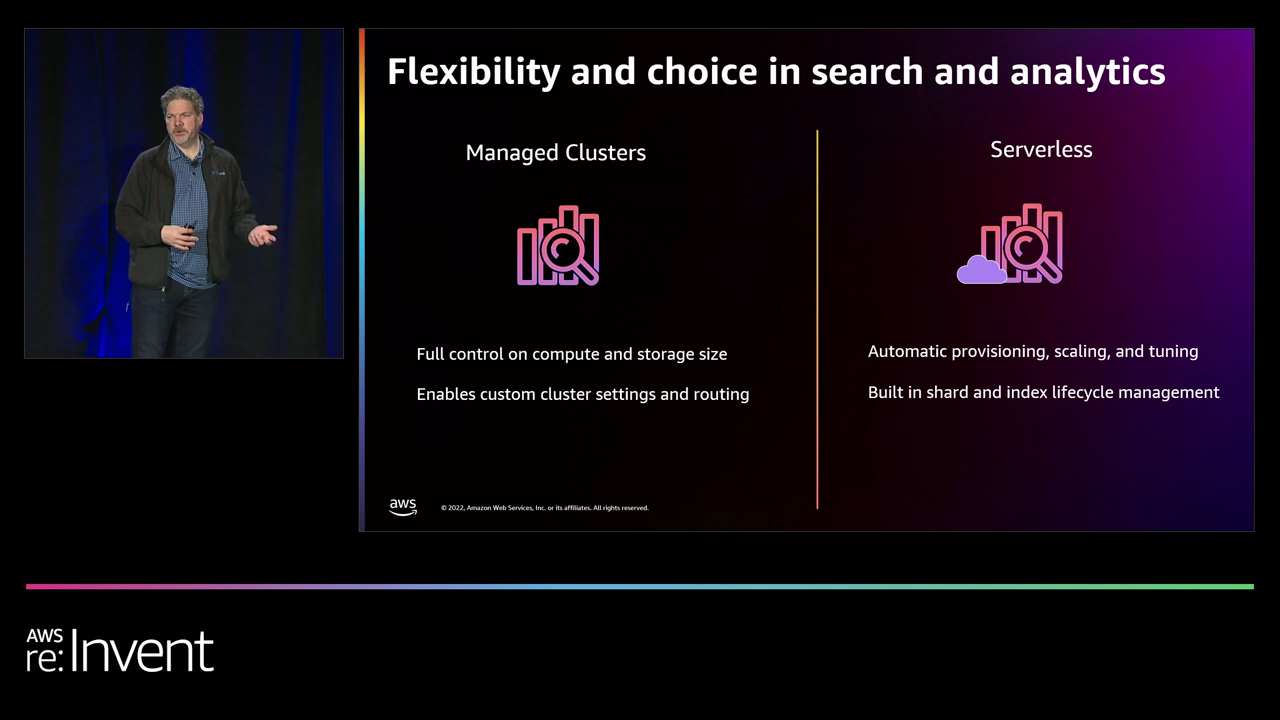 Flexibility and choice in search and analytics
Managed Clusters
Serverless
Full control on compute and storage size
Enables custom cluster settings and routing
Automatic provisioning, scaling, and tuning
Built in shard and index lifecycle management
aws
© 2022, Amazon Web Services, Inc. or its affiliates. All rights reserved.
AWS
re:Invent